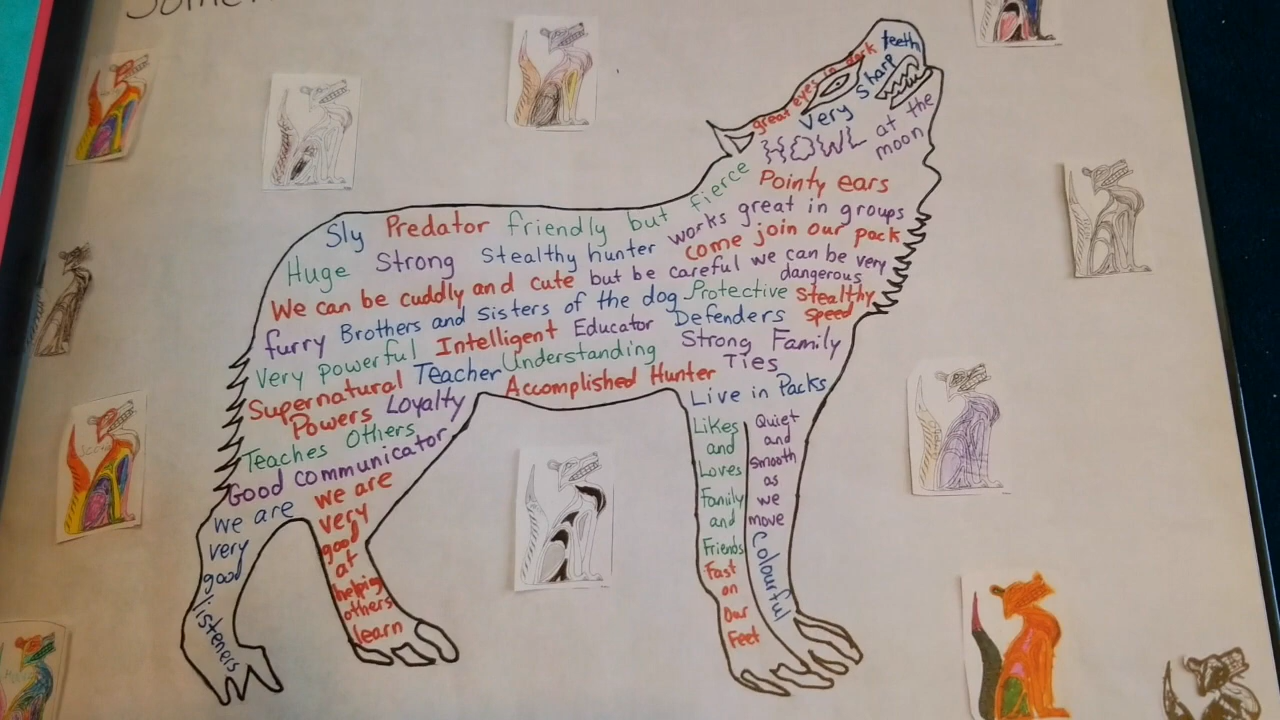 great eyes in dark
teeth
Very Sharp
HOWL at the
moon
Pointy ears
Sly Predator friendly but fierce
works great in groups
Huge Strong Stealthy hunter
come join our pack
We can be cuddly and cute but be careful we can be very
dangerous
furry Brothers and Sisters of the dog
Protective Stealthy
Speed
Defenders
Very powerful Intelligent Educator
Strong Family
Ties
Supernatural Teacher Understanding
Powers Loyalty
Accomplished Hunter
Live in Packs
Teaches Others
Good communicator
we are
very
good
listeners
we are
very
good
at
helping
others
learn
Likes
and
Loves
Family
and
Friends
Fast
on
Our
Feet
Quiet
and
Smooth
as
we
move
Colourful